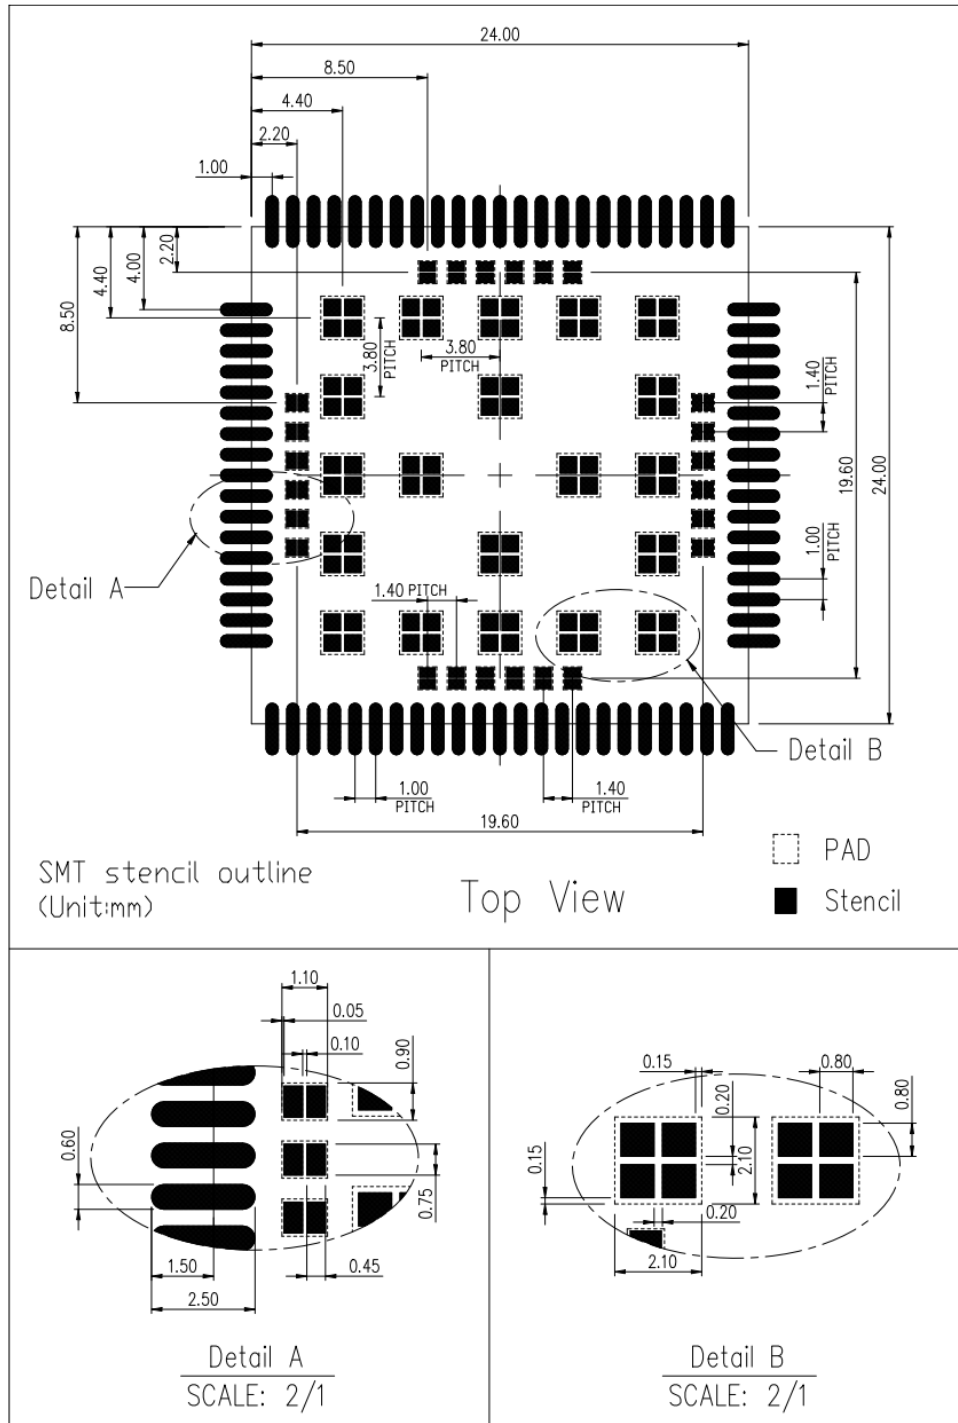 24.00
8.50
4.40
2.20
1.00
2.20
4.00
4.40
8.50
3.80
PITCH
3.80
PITCH
1.40
PITCH
19.60
24.00
1.00
PITCH
Detail A
1.40 PITCH
Detail B
1.00
PITCH
1.40
PITCH
19.60
SMT stencil outline
(Unit:mm)
Top View
PAD
Stencil
1.10
0.05
0.10
0.90
0.60
0.75
1.50
0.45
2.50
Detail A
SCALE: 2/1
0.15
0.80
0.20
0.80
0.15
2.10
0.20
2.10
Detail B
SCALE: 2/1